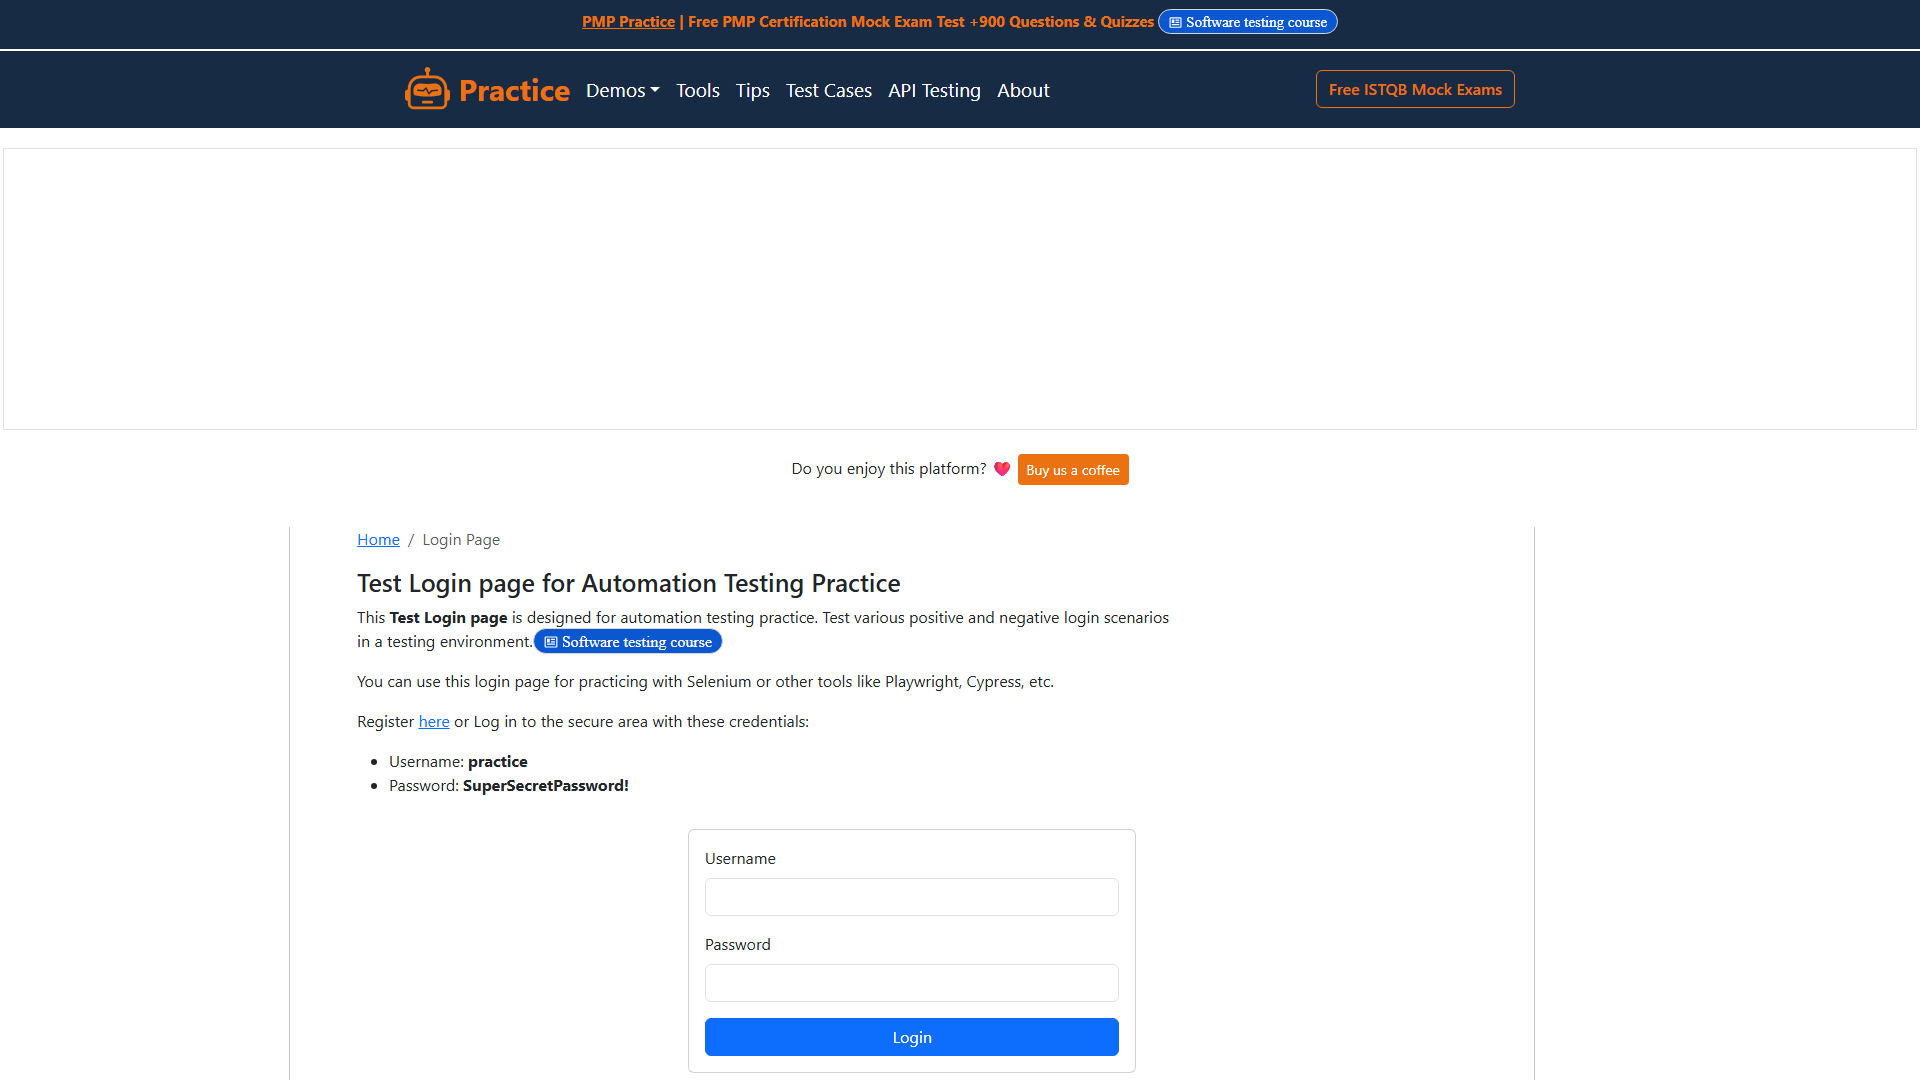 PMP Practice | Free PMP Certification Mock Exam Test +900 Questions & Quizzes Software testing course
Practice Demos Tools Tips Test Cases API Testing About Free ISTQB Mock Exams
Do you enjoy this platform? Buy us a coffee
Home / Login Page
Test Login page for Automation Testing Practice
This Test Login page is designed for automation testing practice. Test various positive and negative login scenarios
in a testing environment. Software testing course
You can use this login page for practicing with Selenium or other tools like Playwright, Cypress, etc.
Register here or Log in to the secure area with these credentials:
Username: practice
Password: SuperSecretPassword!
Username
Password
Login